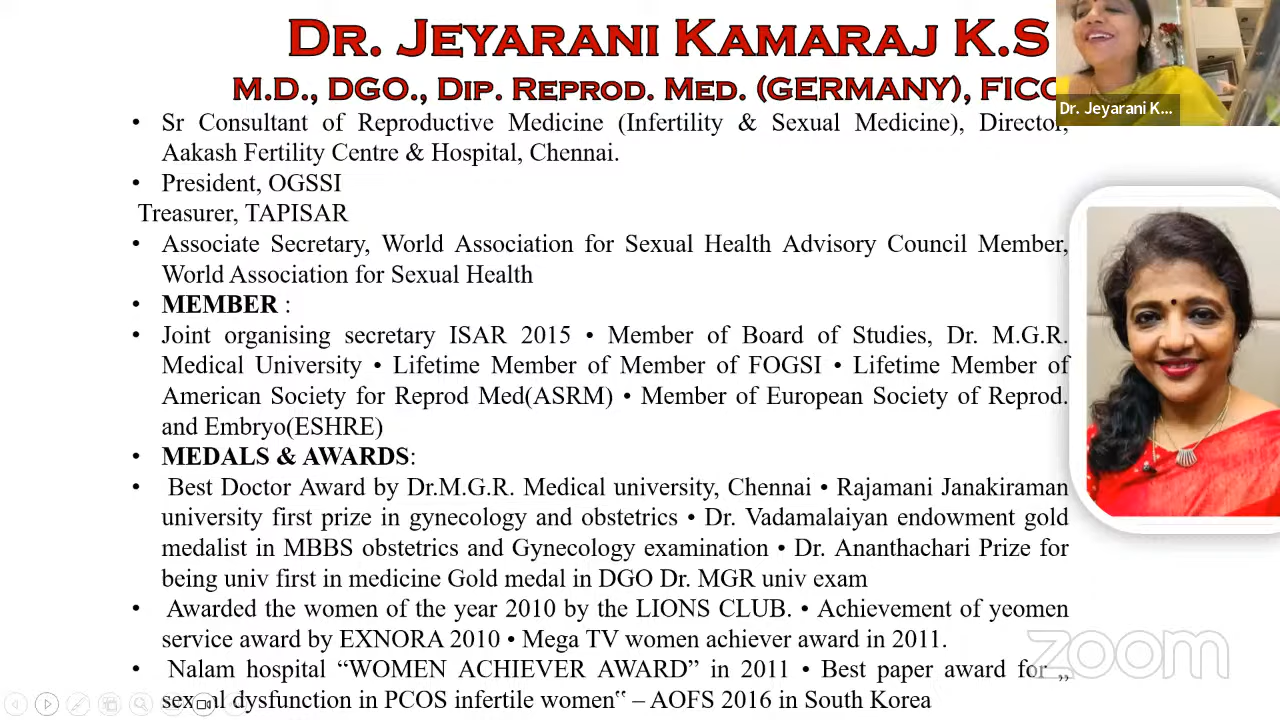 DR. JEYARANI KAMARAJ K.S
M.D., DGO., DIP. REPROD. MED. (GERMANY), FICO
Dr. Jeyarani K...
• Sr Consultant of Reproductive Medicine (Infertility & Sexual Medicine), Director,
Aakash Fertility Centre & Hospital, Chennai.
• President, OGSSI
Treasurer, TAPISAR
• Associate Secretary, World Association for Sexual Health Advisory Council Member,
World Association for Sexual Health
• MEMBER :
• Joint organising secretary ISAR 2015 • Member of Board of Studies, Dr. M.G.R.
Medical University • Lifetime Member of Member of FOGSI • Lifetime Member of
American Society for Reprod Med(ASRM) • Member of European Society of Reprod.
and Embryo(ESHRE)
• MEDALS & AWARDS:
• Best Doctor Award by Dr.M.G.R. Medical university, Chennai • Rajamani Janakiraman
university first prize in gynecology and obstetrics • Dr. Vadamalaiyan endowment gold
medalist in MBBS obstetrics and Gynecology examination • Dr. Ananthachari Prize for
being univ first in medicine Gold medal in DGO Dr. MGR univ exam
• Awarded the women of the year 2010 by the LIONS CLUB. • Achievement of yeomen
service award by EXNORA 2010 • Mega TV women achiever award in 2011.
• Nalam hospital “WOMEN ACHIEVER AWARD” in 2011 • Best paper award for „
sexual dysfunction in PCOS infertile women‟ – AOFS 2016 in South Korea
zoom